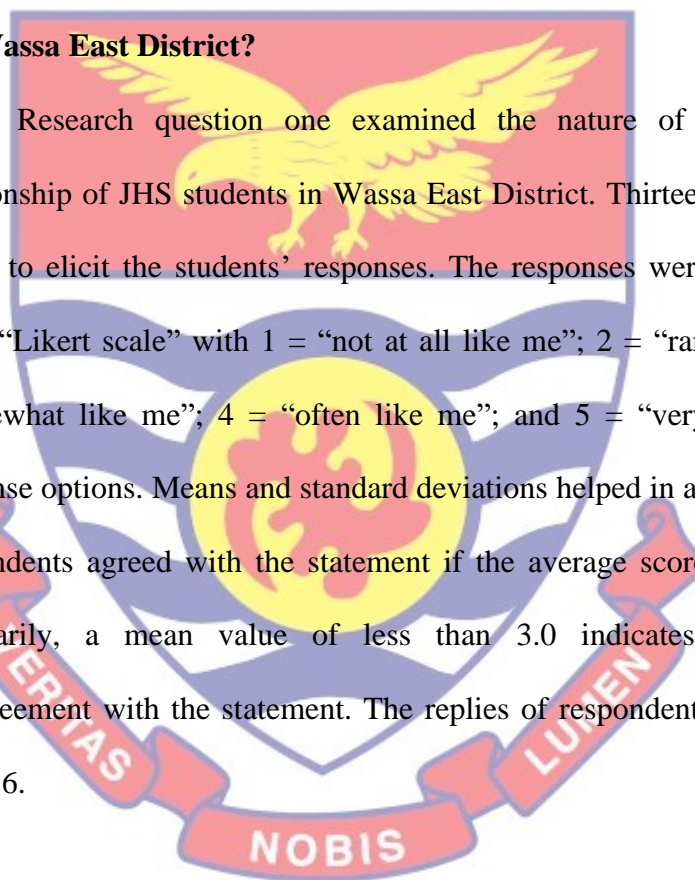 Wassa East District?
Research question one examined the nature of
onship of JHS students in Wassa East District. Thirtee
to elicit the students’ responses. The responses wer
“Likert scale” with 1 = “not at all like me”; 2 = “rar
ewhat like me”; 4 = “often like me”; and 5 = “very
nse options. Means and standard deviations helped in a
ndents agreed with the statement if the average score
arily, a mean value of less than 3.0 indicates
eement with the statement. The replies of respondent
6.
VERITAS
NOBIS
LUMEN